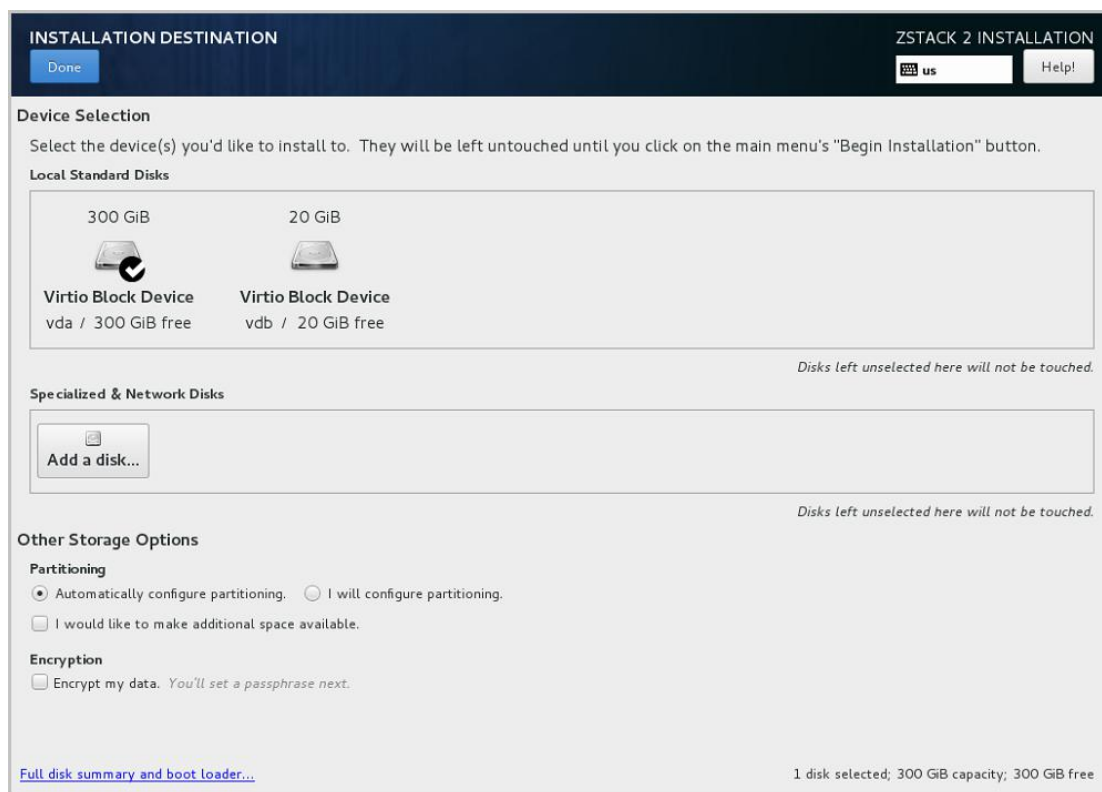 INSTALLATION DESTINATION
ZSTACK 2 INSTALLATION
Done
us
Help!
Device Selection
Select the device(s) you'd like to install to. They will be left untouched until you click on the main menu's "Begin Installation" button.
Local Standard Disks
300 GiB
20 GiB
Virtio Block Device
Virtio Block Device
vda / 300 GiB free
vdb / 20 GiB free
Disks left unselected here will not be touched.
Specialized & Network Disks
Add a disk...
Disks left unselected here will not be touched.
Other Storage Options
Partitioning
Automatically configure partitioning.
I will configure partitioning.
I would like to make additional space available.
Encryption
Encrypt my data. You'll set a passphrase next.
Full disk summary and boot loader...
1 disk selected; 300 GiB capacity; 300 GiB free